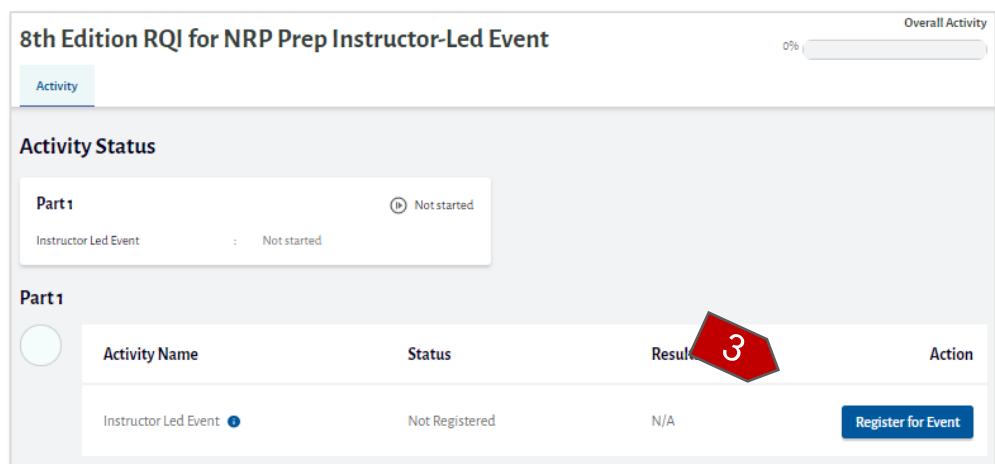 8th Edition RQI for NRP Prep Instructor-Led Event
Overall Activity
0%
Activity
Activity Status
Part 1
Not started
Instructor Led Event : Not started
Part 1
Activity Name Status Result 3 Action
Instructor Led Event Not Registered N/A Register for Event